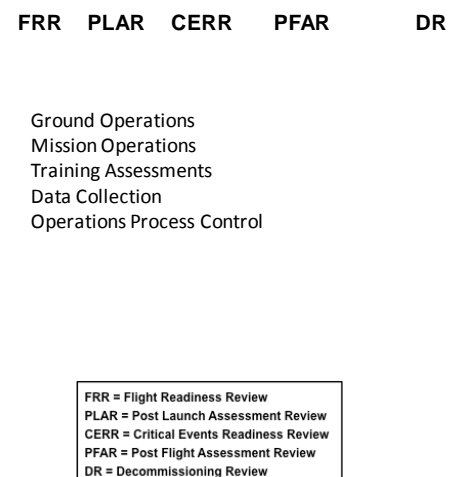 FRR PLAR CERR PFAR DR
Ground Operations
Mission Operations
Training Assessments
Data Collection
Operations Process Control
FRR = Flight Readiness Review
PLAR = Post Launch Assessment Review
CERR = Critical Events Readiness Review
PFAR = Post Flight Assessment Review
DR = Decommissioning Review